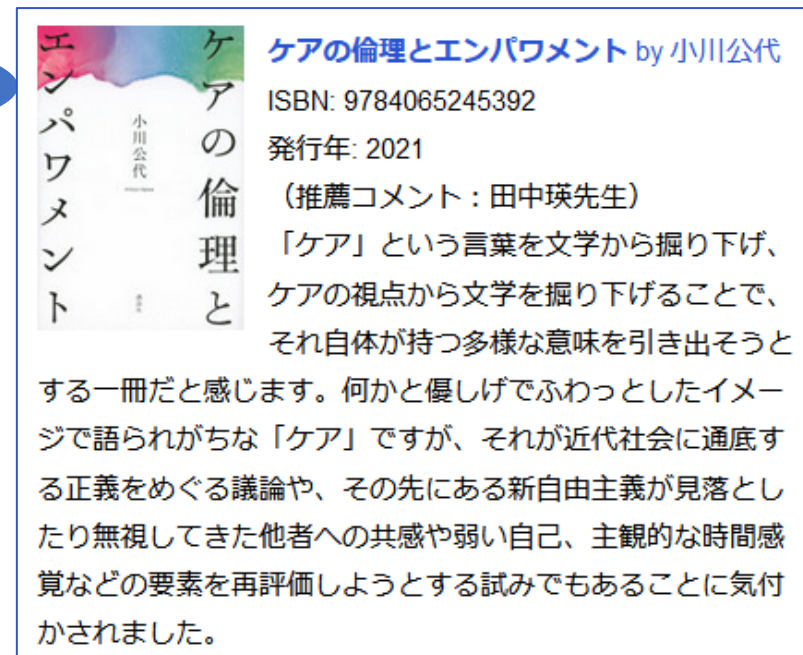 ケアの倫理と
エンパワメント
小川公代
ケアの倫理とエンパワメント by 小川公代
ISBN: 9784065245392
発行年: 2021
（推薦コメント：田中瑛先生）
「ケア」という言葉を文学から掘り下げ、
ケアの視点から文学を掘り下げることで、
それ自体が持つ多様な意味を引き出そうと
する一冊だと感じます。何かと優しげでふわっとしたイメー
ジで語られがちな「ケア」ですが、それが近代社会に通底す
る正義をめぐる議論や、その先にある新自由主義が見落とし
たり無視してきた他者への共感や弱い自己、主観的な時間感
覚などの要素を再評価しようとする試みでもあることに気付
かされました。